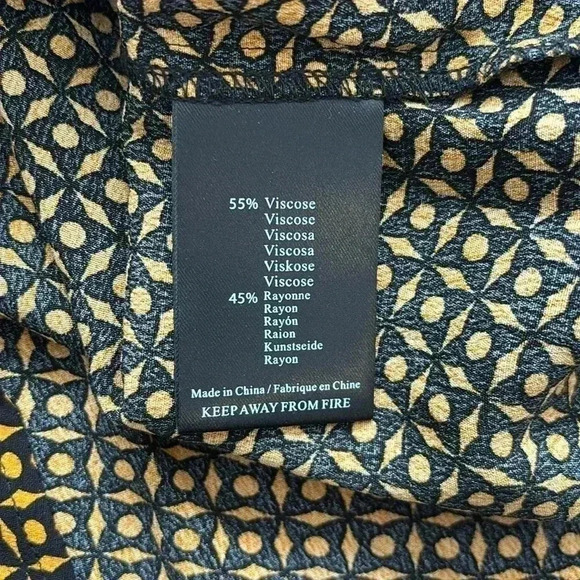 55% Viscose
Viscose
Viscosa
Viscosa
Viskose
Viscose
45% Rayonne
Rayon
Rayón
Raion
Kunstseide
Rayon
Made in China / Fabrique en Chine
KEEP AWAY FROM FIRE